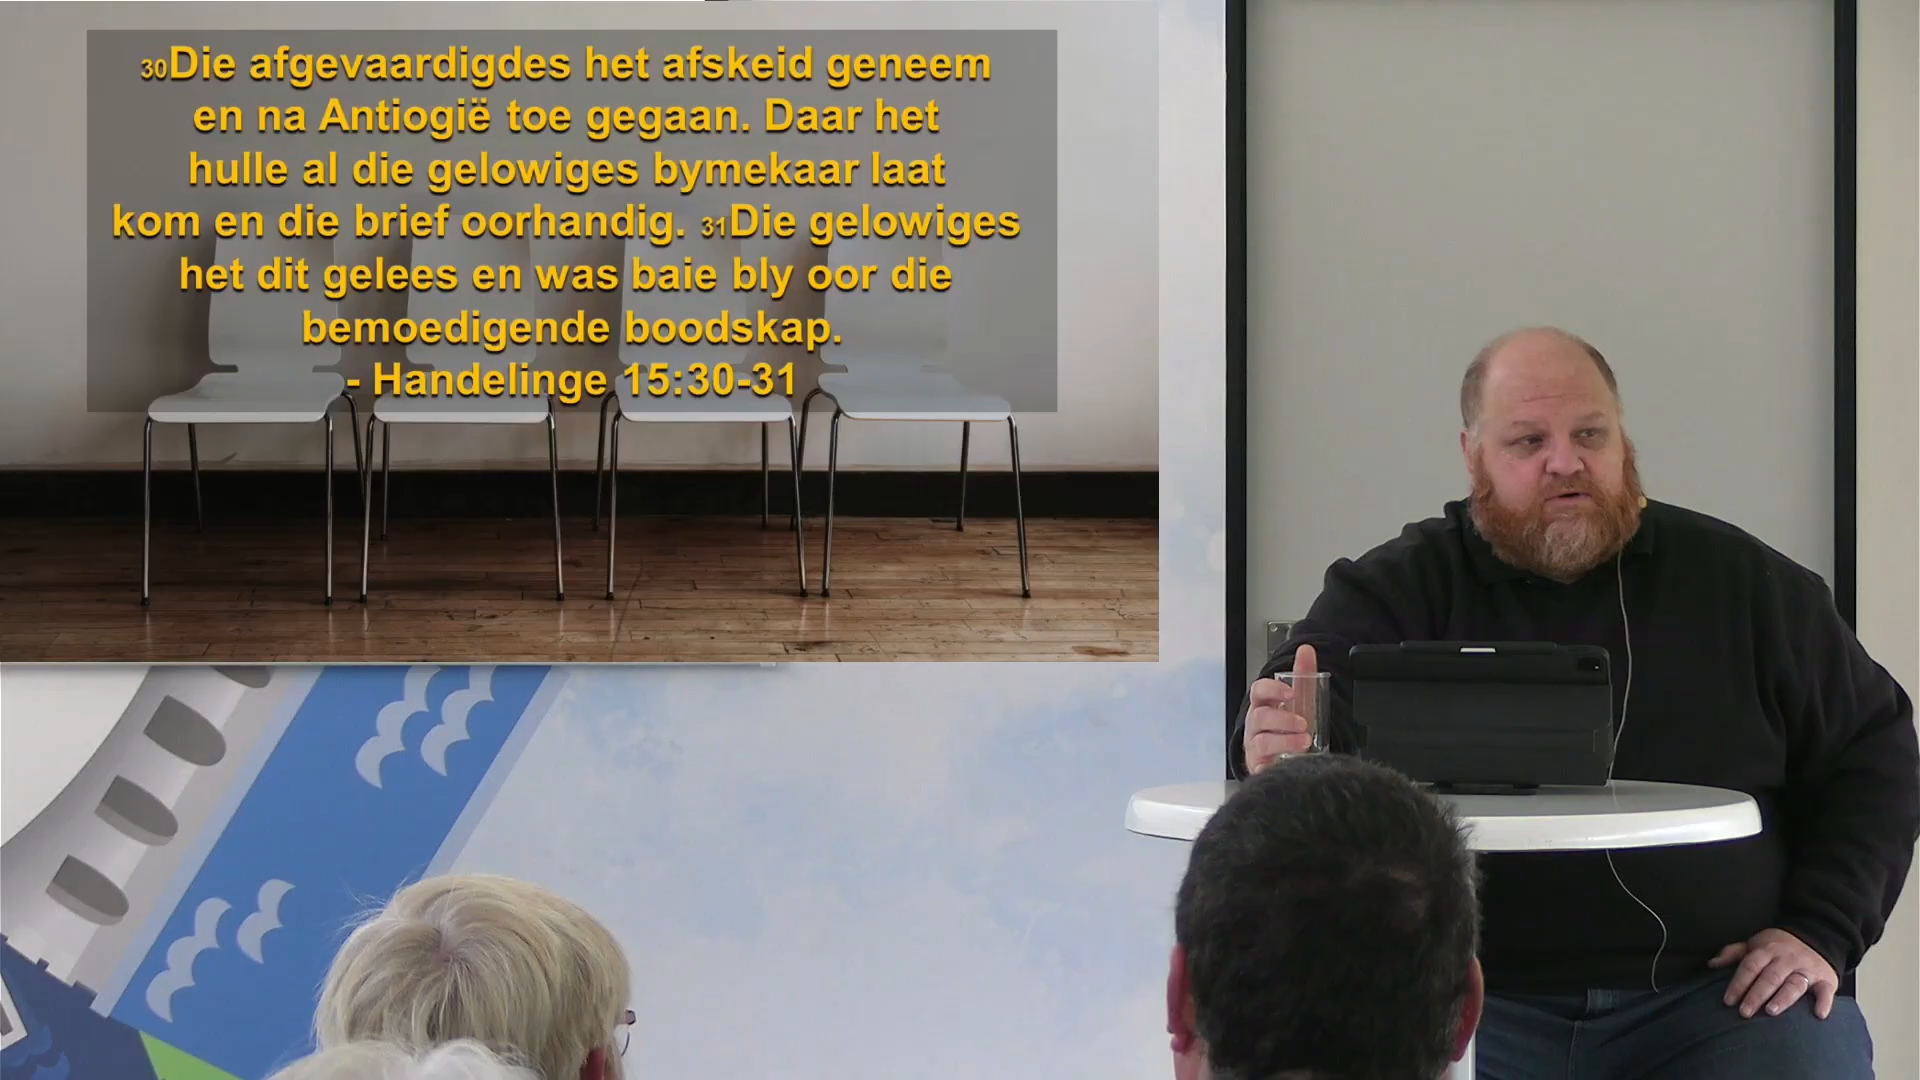 30Die afgevaardigdes het afskeid geneem
en na Antiogië toe gegaan. Daar het
hulle al die gelowiges bymekaar laat
kom en die brief oorhandig. 31Die gelowiges
het dit gelees en was baie bly oor die
bemoedigende boodskap.
- Handelinge 15:30-31